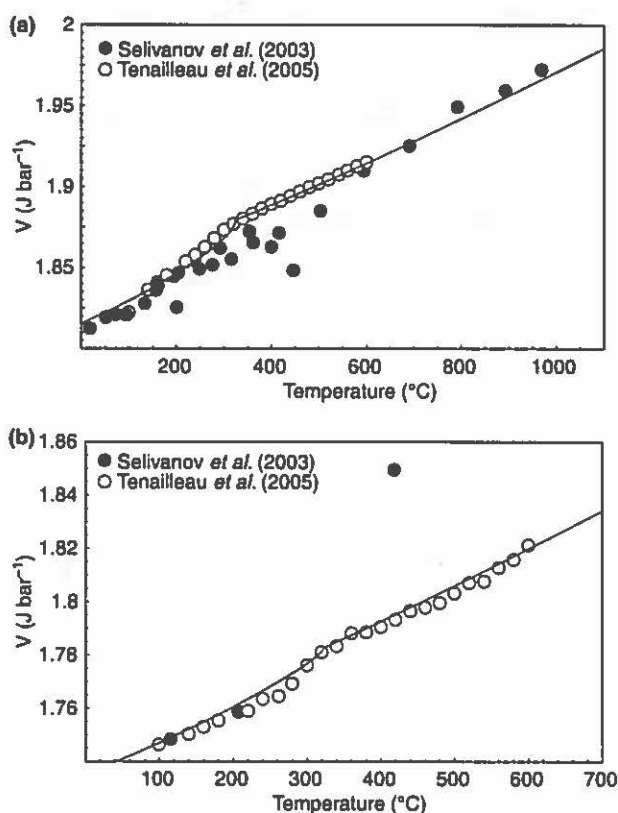 (a)
2
● Selivanov et al. (2003)
○ Tenailleau et al. (2005)
1.95
1.9
1.85
V (J bar⁻¹)
200 400 600 800 1000
Temperature (°C)
(b)
1.86
● Selivanov et al. (2003)
○ Tenailleau et al. (2005)
1.84
1.82
1.8
1.78
1.76
V (J bar⁻¹)
100 200 300 400 500 600 700
Temperature (°C)